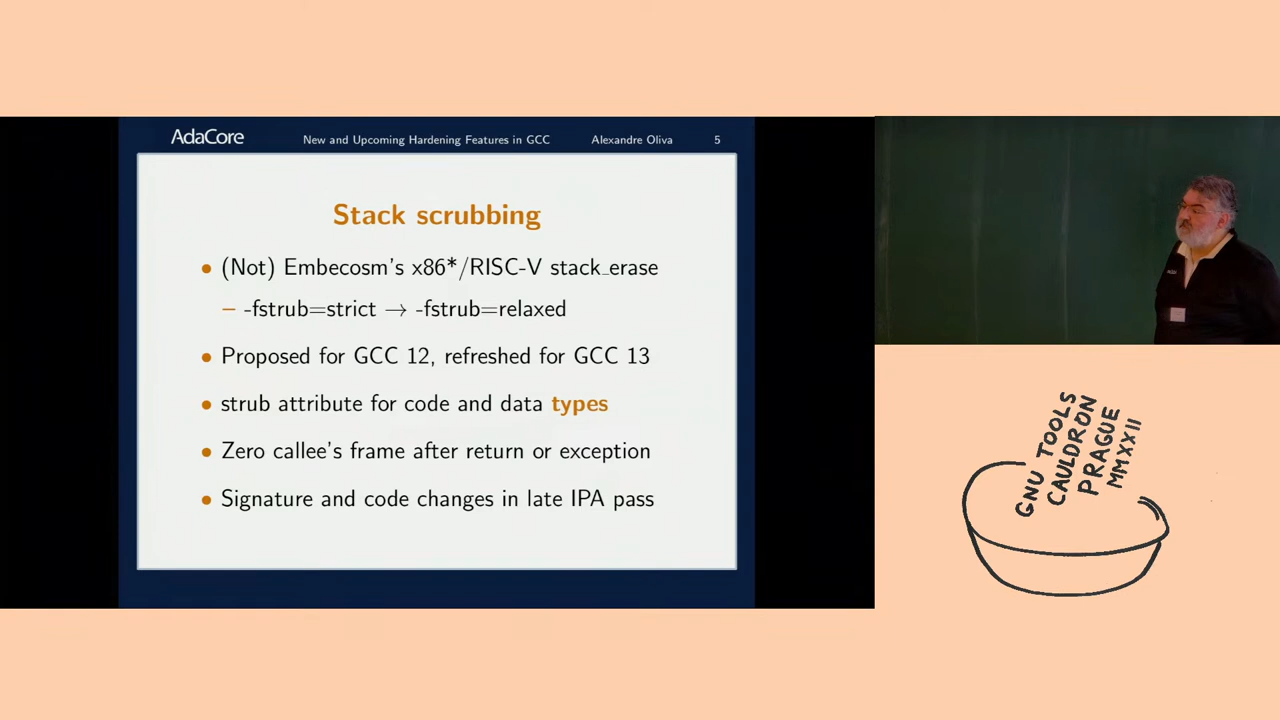 AdaCore New and Upcoming Hardening Features in GCC Alexandre Oliva 5
Stack scrubbing
• (Not) Embecosm's x86*/RISC-V stack_erase
– -fstrub=strict → -fstrub=relaxed
• Proposed for GCC 12, refreshed for GCC 13
• strub attribute for code and data types
• Zero callee's frame after return or exception
• Signature and code changes in late IPA pass
GNU TOOLS
CAULDRON
PRAGUE
MMXXII